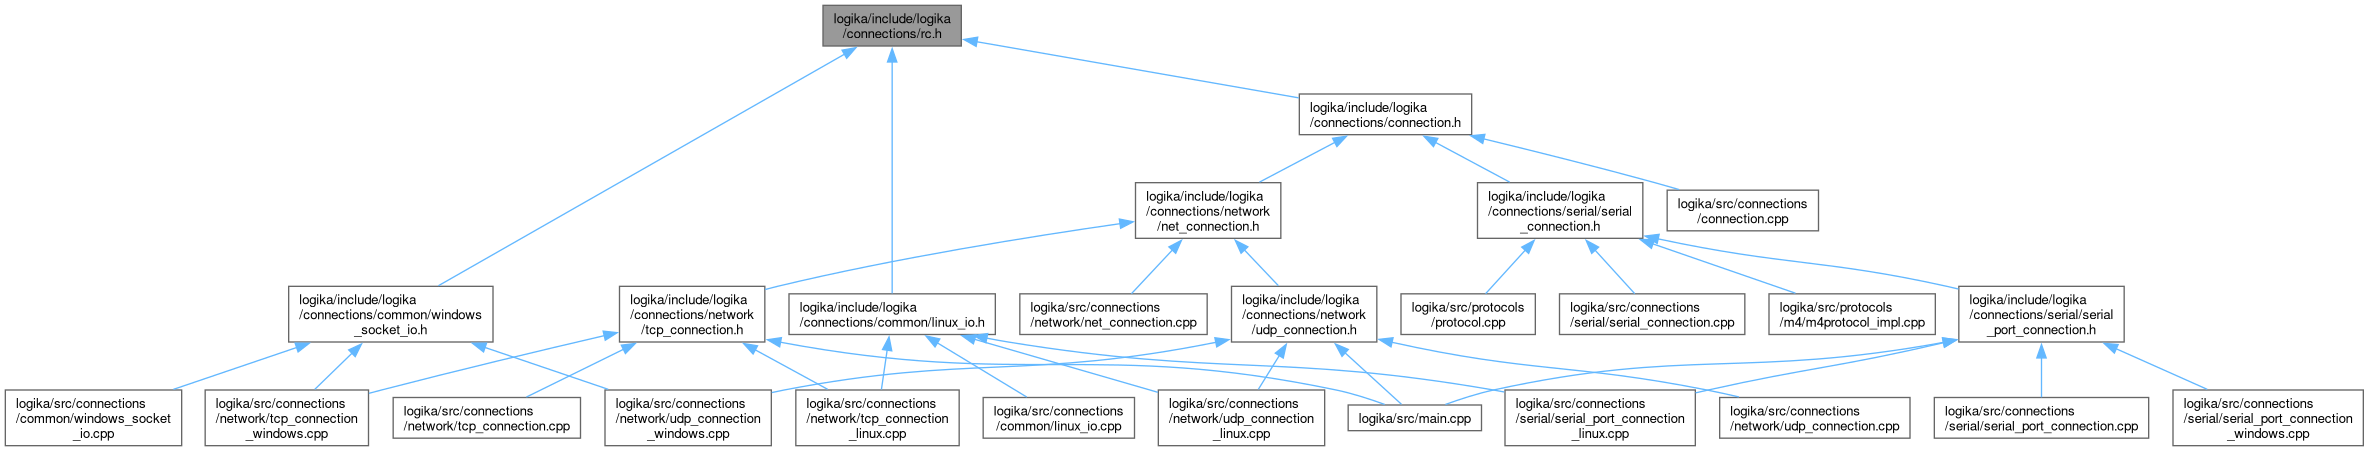 logika/include/logika
/connections/rc.h
logika/include/logika
/connections/connection.h
logika/include/logika
/connections/network
/net_connection.h
logika/include/logika
/connections/serial/serial
_connection.h
logika/src/connections
/connection.cpp
logika/include/logika
/connections/common/windows
_socket_io.h
logika/include/logika
/connections/network
/tcp_connection.h
logika/include/logika
/connections/common/linux_io.h
logika/src/connections
/network/net_connection.cpp
logika/include/logika
/connections/network
/udp_connection.h
logika/src/protocols
/protocol.cpp
logika/src/connections
/serial/serial_connection.cpp
logika/src/protocols
/m4/m4protocol_impl.cpp
logika/include/logika
/connections/serial/serial
_port_connection.h
logika/src/connections
/common/windows_socket
_io.cpp
logika/src/connections
/network/tcp_connection
_windows.cpp
logika/src/connections
/network/tcp_connection.cpp
logika/src/connections
/network/udp_connection
_windows.cpp
logika/src/connections
/network/tcp_connection
_linux.cpp
logika/src/connections
/common/linux_io.cpp
logika/src/connections
/network/udp_connection
_linux.cpp
logika/src/main.cpp
logika/src/connections
/serial/serial_port_connection
_linux.cpp
logika/src/connections
/network/udp_connection.cpp
logika/src/connections
/serial/serial_port_connection.cpp
logika/src/connections
/serial/serial_port_connection
_windows.cpp